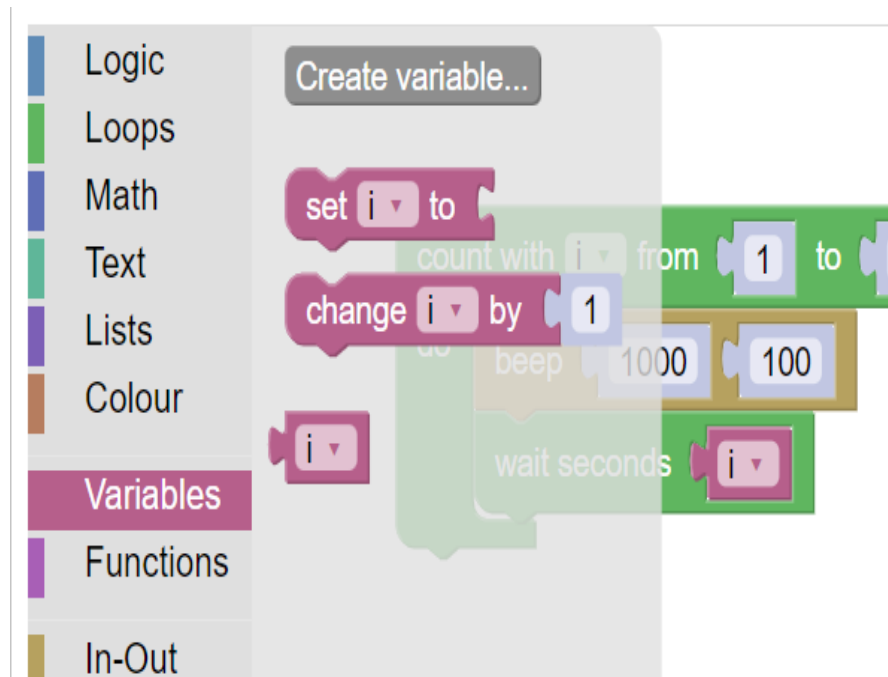 Logic
Loops
Math
Text
Lists
Colour
Variables
Functions
In-Out
Create variable...
set i to
change i by 1
i
count with i from 1 to
do
beep 1000 100
wait seconds i